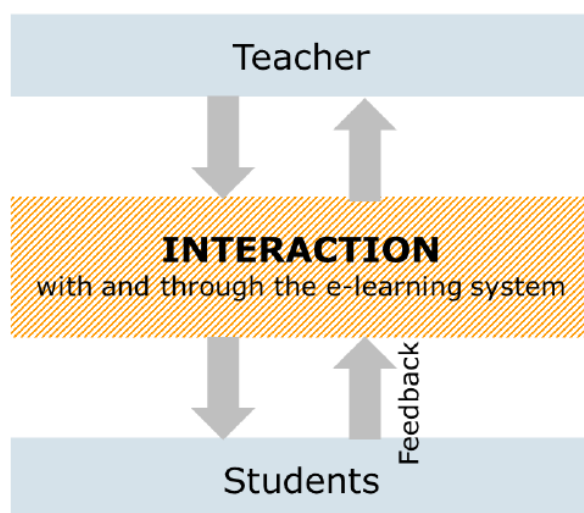 Teacher
INTERACTION
with and through the e-learning system
Feedback
Students